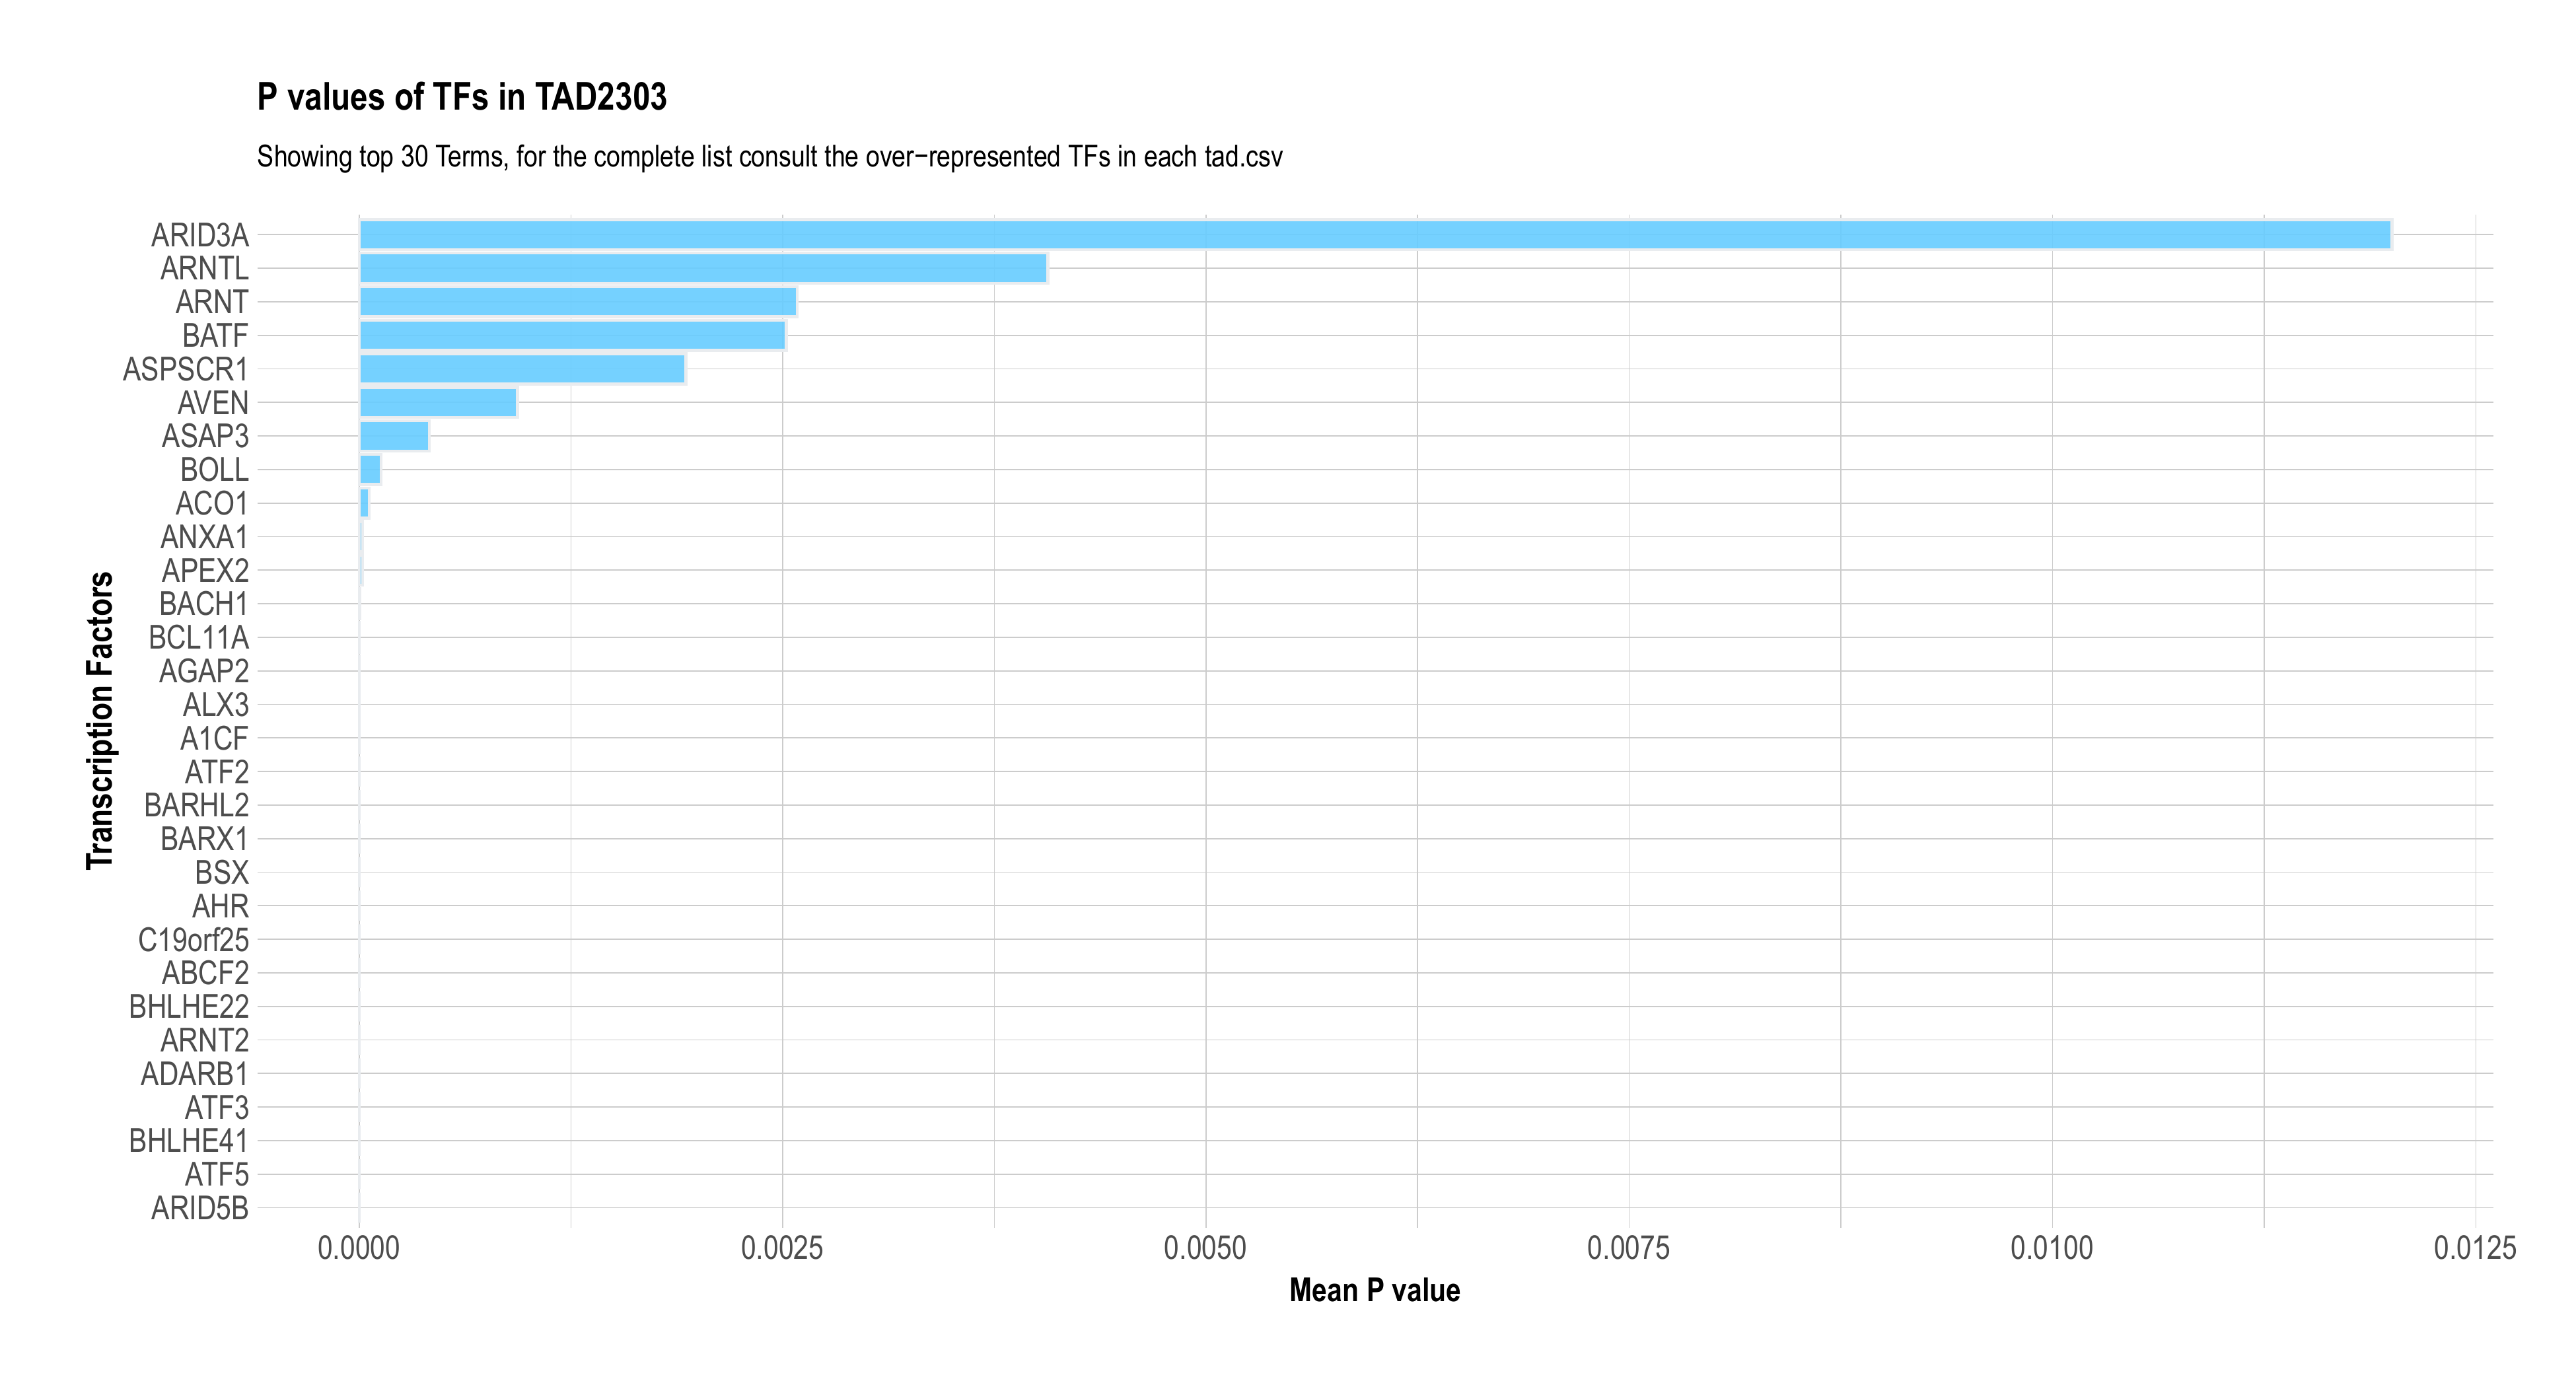 P values of TFs in TAD2303
Showing top 30 Terms, for the complete list consult the over−represented TFs in each tad.csv
Transcription Factors
ARID3A
ARNTL
ARNT
BATF
ASPSCR1
AVEN
ASAP3
BOLL
ACO1
ANXA1
APEX2
BACH1
BCL11A
AGAP2
ALX3
A1CF
ATF2
BARHL2
BARX1
BSX
AHR
C19orf25
ABCF2
BHLHE22
ARNT2
ADARB1
ATF3
BHLHE41
ATF5
ARID5B
0.0000 0.0025 0.0050 0.0075 0.0100 0.0125
Mean P value